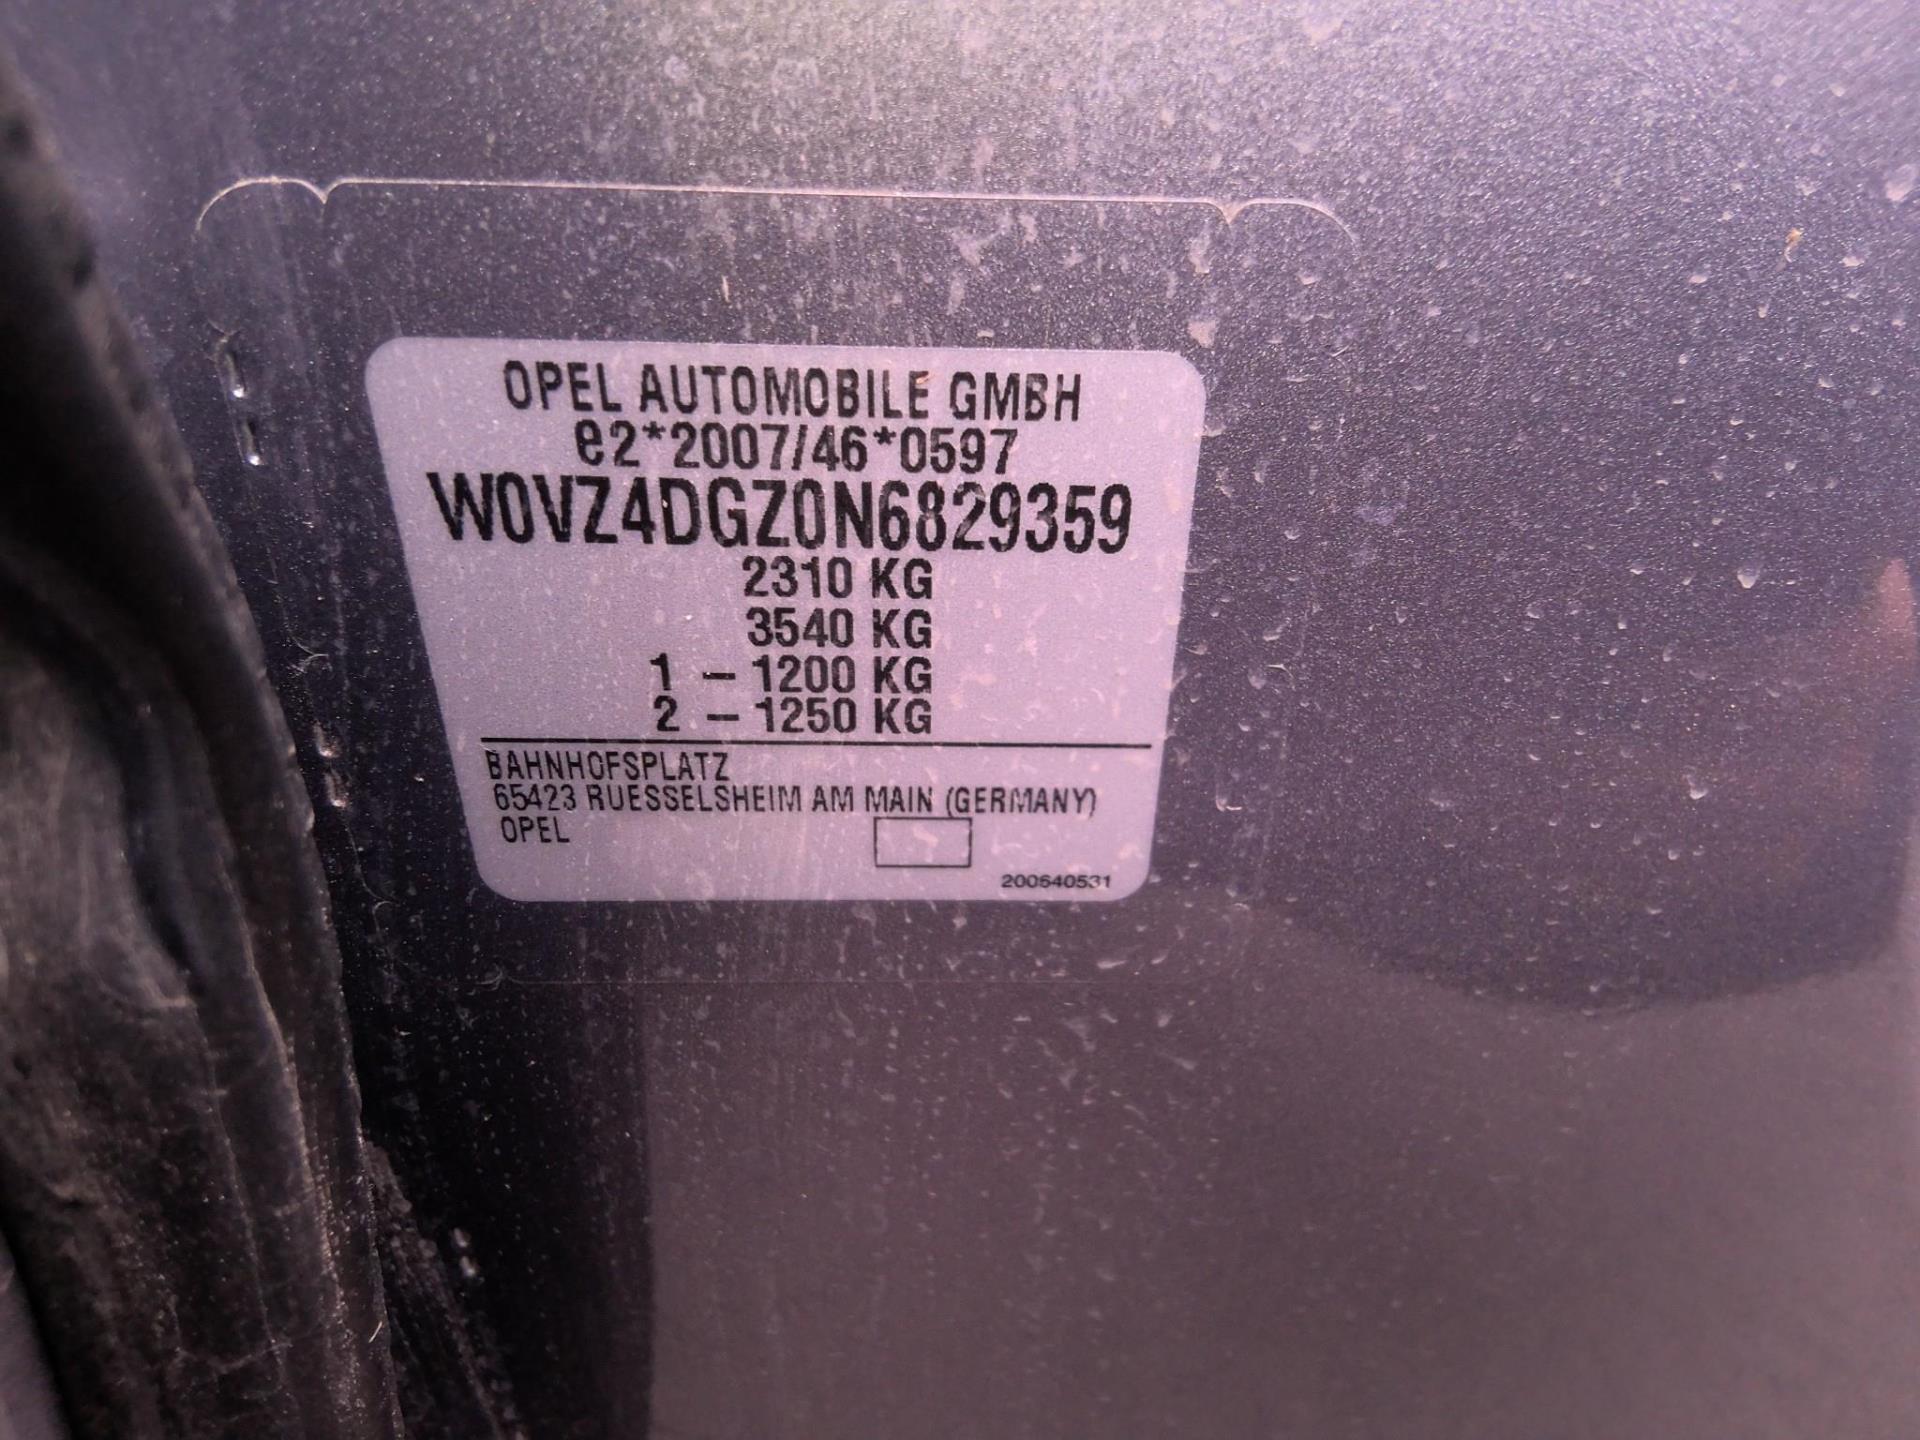 OPEL AUTOMOBILE GMBH
e2*2007/46*0597
W0VZ4DGZ0N6829359
2310 KG
3540 KG
1 – 1200 KG
2 – 1250 KG
BAHNHOFSPLATZ
65423 RUESSELSHEIM AM MAIN (GERMANY)
OPEL
200640531